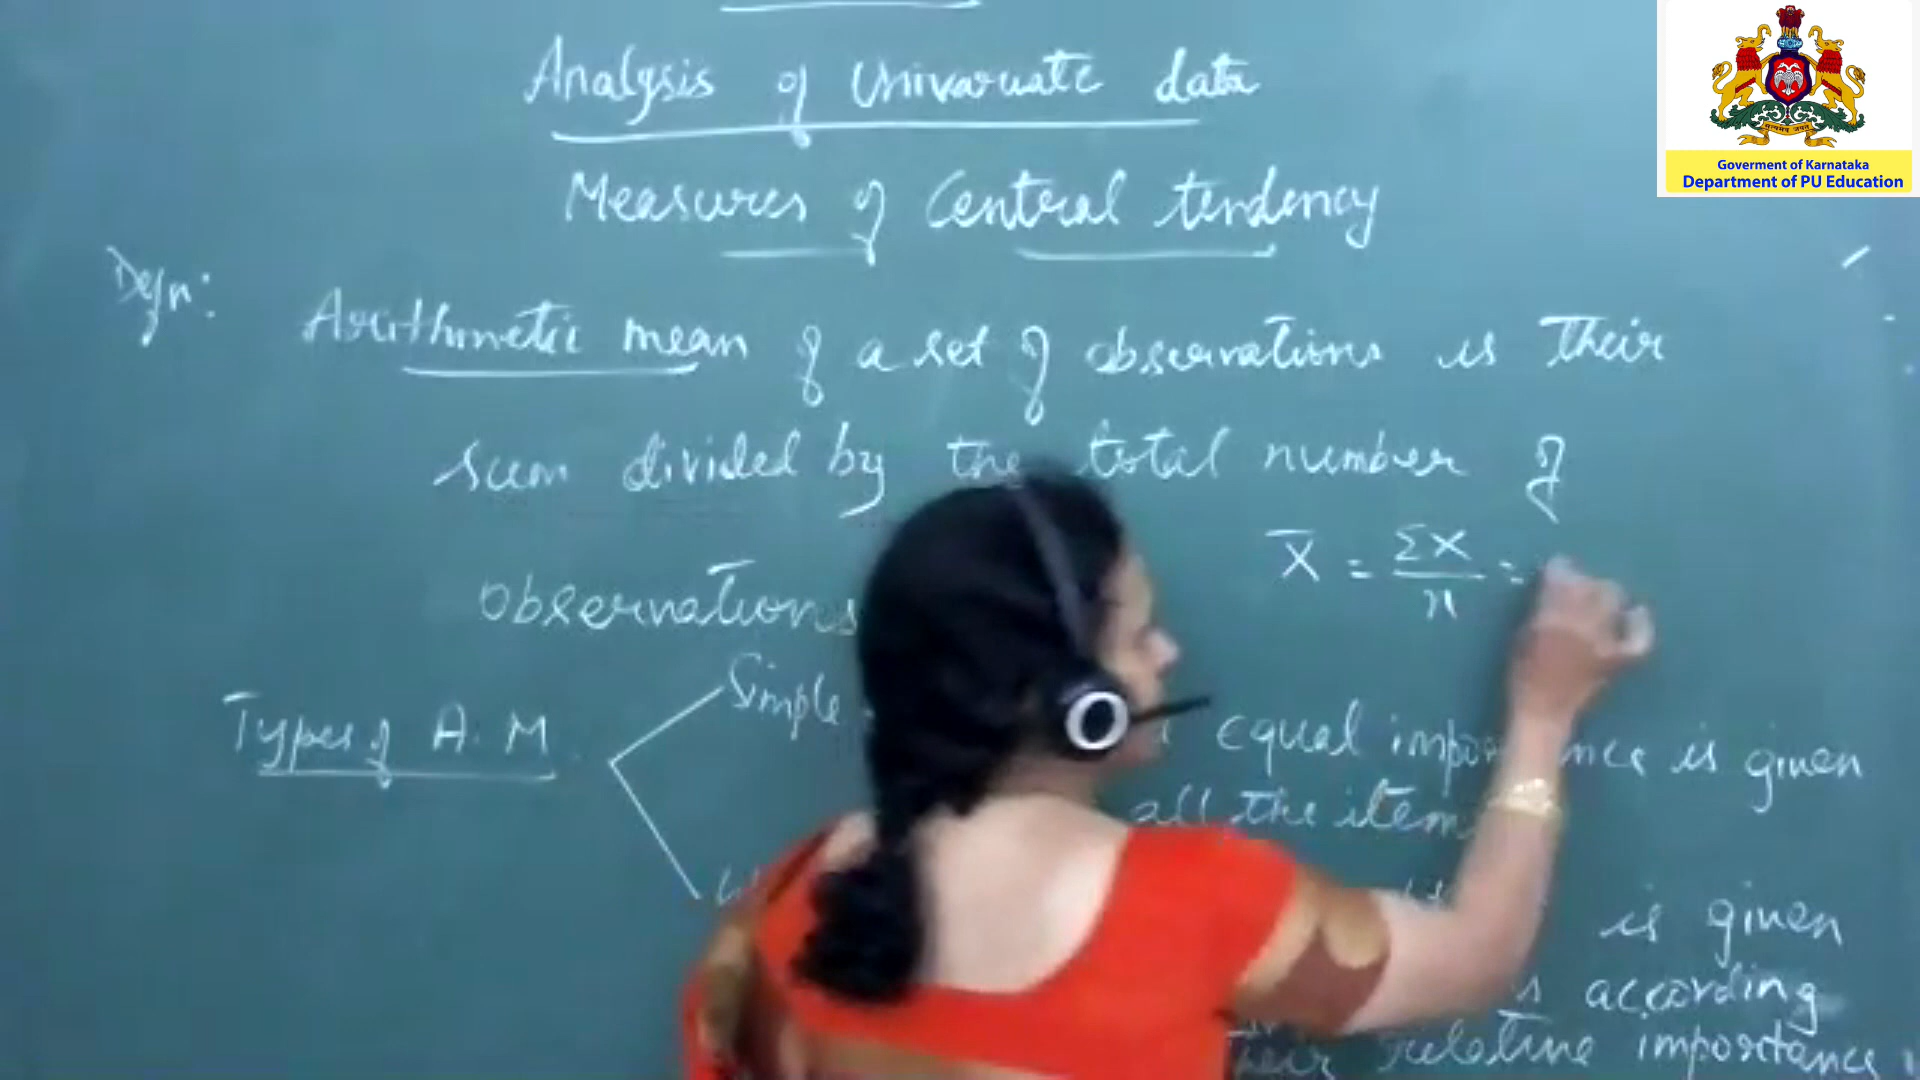 Analysis of Univariate data
Measures of Central tendency
Defn:
Arithmetic mean of a set of observations is their
sum divided by the total number of
observations
X̄ = ΣX/n =
Types of A.M.
Simple
equal importance is given
all the item
is given
according
their relative importance
Goverment of Karnataka
Department of PU Education